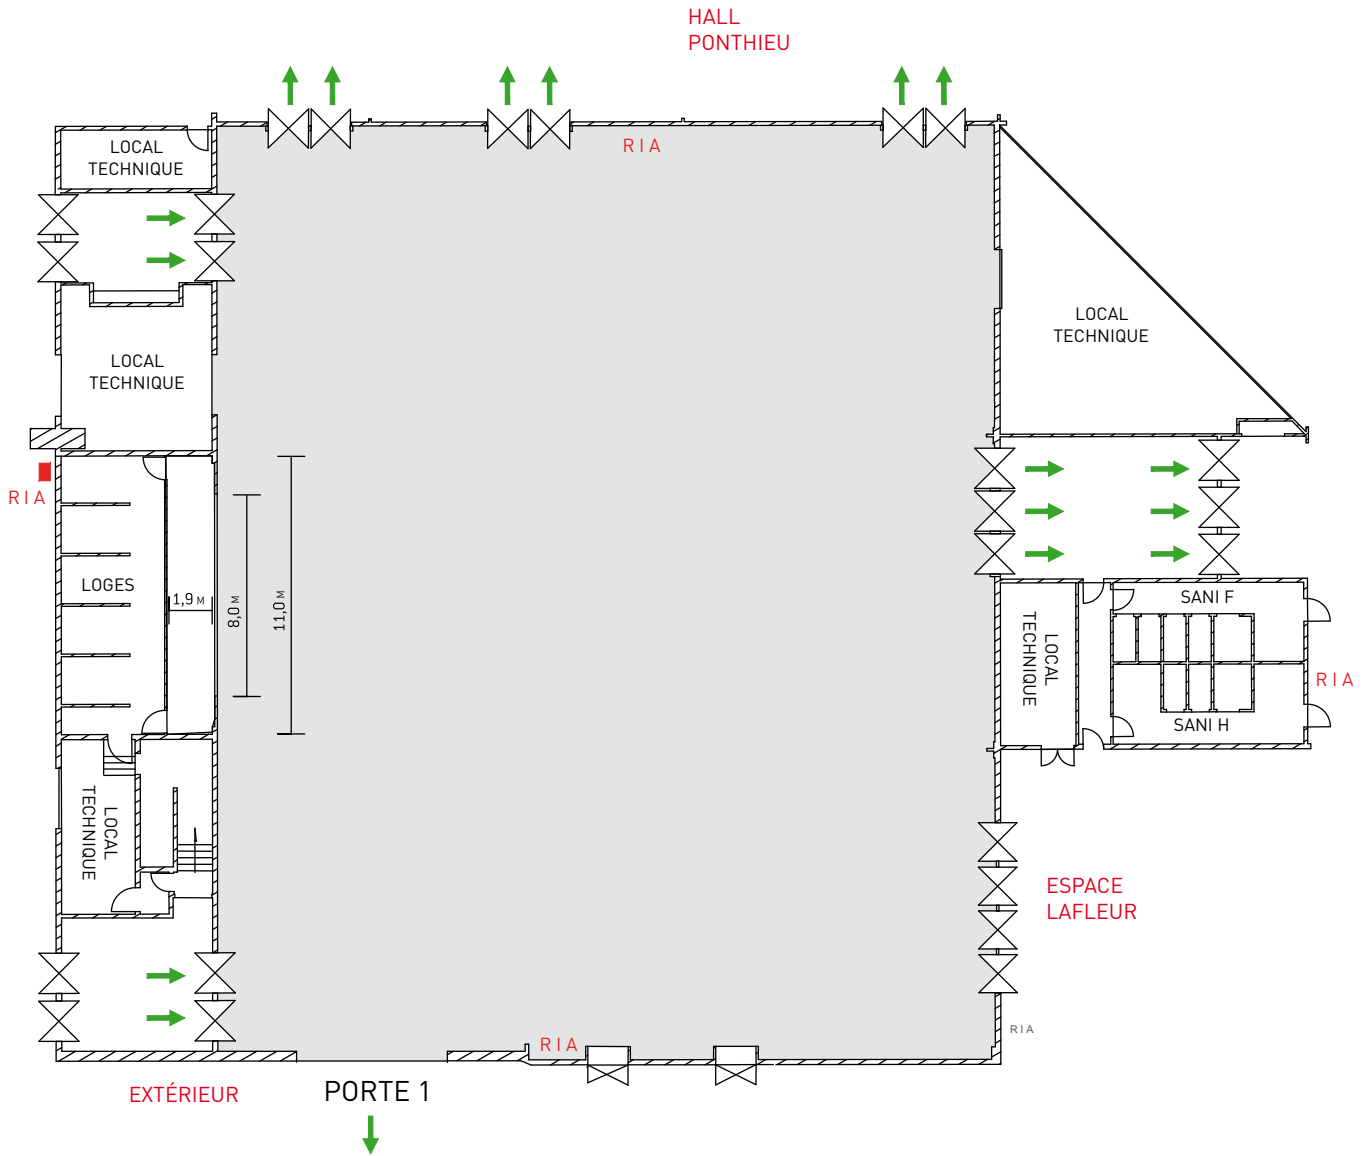 HALL
PONTHIEU
RIA
LOCAL
TECHNIQUE
LOCAL
TECHNIQUE
LOCAL
TECHNIQUE
RIA
LOGES
1,9 M
8,0 M
11,0 M
SANI F
LOCAL
TECHNIQUE
RIA
SANI H
LOCAL
TECHNIQUE
ESPACE
LAFLEUR
RIA
RIA
EXTÉRIEUR
PORTE 1